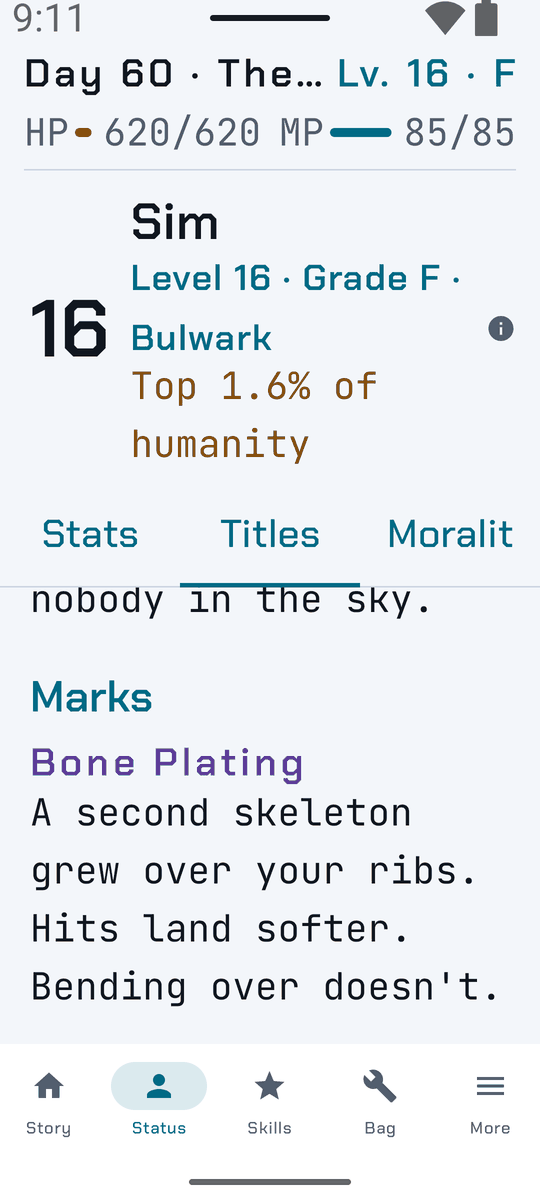 9:11
Day 60 · The… Lv. 16 · F
HP 620/620 MP 85/85
Sim
16
Level 16 · Grade F ·
Bulwark
Top 1.6% of
humanity
Stats Titles Moralit
nobody in the sky.
Marks
Bone Plating
A second skeleton
grew over your ribs.
Hits land softer.
Bending over doesn't.
Story Status Skills Bag More